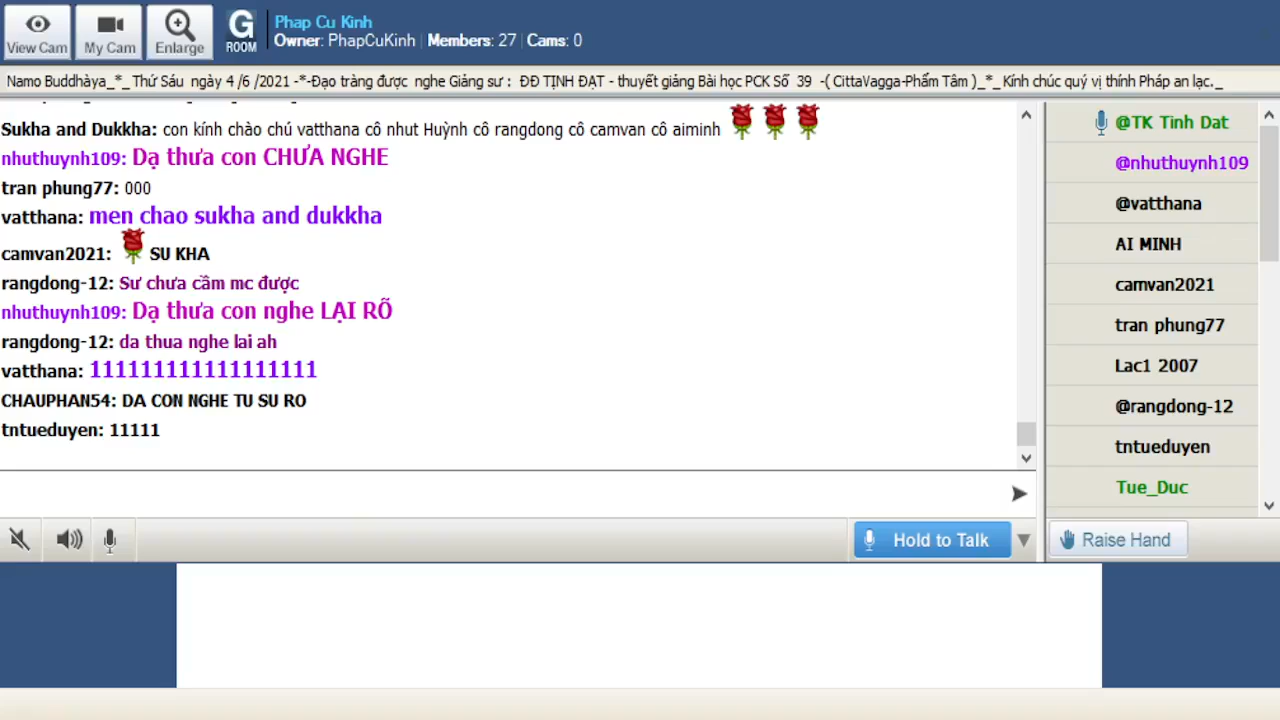 View Cam
My Cam
Enlarge
G ROOM
Phap Cu Kinh
Owner: PhapCuKinh | Members: 27 | Cams: 0
Namo Buddhàya_*_Thứ Sáu ngày 4 /6 /2021 -*-Đạo tràng được nghe Giảng sư : ĐĐ TỊNH ĐẠT - thuyết giảng Bài học PCK Số 39 -( CittaVagga-Phẩm Tâm )_*_Kính chúc quý vị thính Pháp an lạc._
Sukha and Dukkha: con kính chào chú vatthana cô nhut Huỳnh cô rangdong cô camvan cô aiminh
nhuthuynh109: Dạ thưa con CHƯA NGHE
tran phung77: 000
vatthana: men chao sukha and dukkha
camvan2021: SU KHA
rangdong-12: Sư chưa cầm mc được
nhuthuynh109: Dạ thưa con nghe LẠI RÕ
rangdong-12: da thua nghe lai ah
vatthana: 111111111111111111
CHAUPHAN54: DA CON NGHE TU SU RO
tntueduyen: 11111
@TK Tinh Dat
@nhuthuynh109
@vatthana
AI MINH
camvan2021
tran phung77
Lac1 2007
@rangdong-12
tntueduyen
Tue_Duc
Hold to Talk
Raise Hand